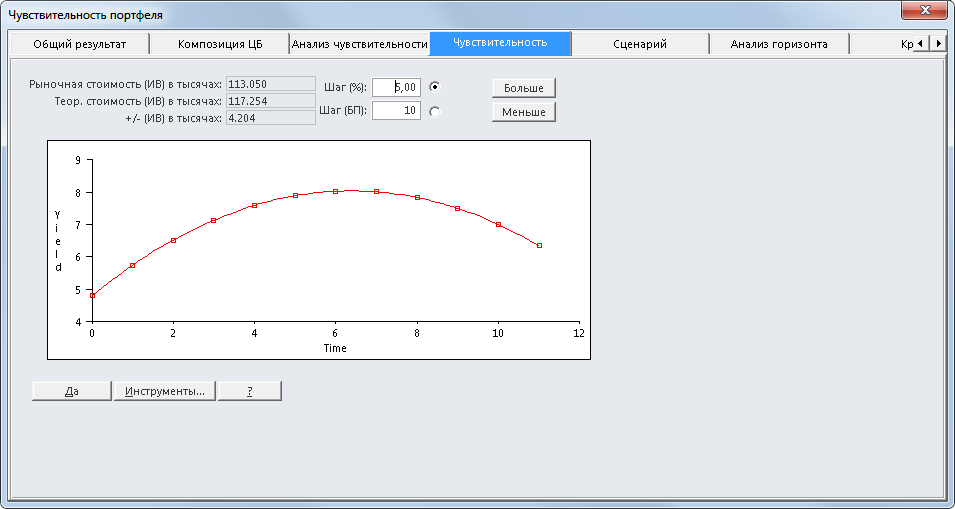 Чувствительность портфеля
Общий результат Композиция ЦБ Анализ чувствительности Чувствительность Сценарий Анализ горизонта Кр
Рыночная стоимость (ИВ) в тысячах: 113.050 Шаг (%): 5,00 Больше
Теор. стоимость (ИВ) в тысячах: 117.254 Шаг (БП): 10 Меньше
+/- (ИВ) в тысячах: 4.204
9
8
7
6
5
4
Yield
0 2 4 6 8 10 12
Time
Да Инструменты... ?